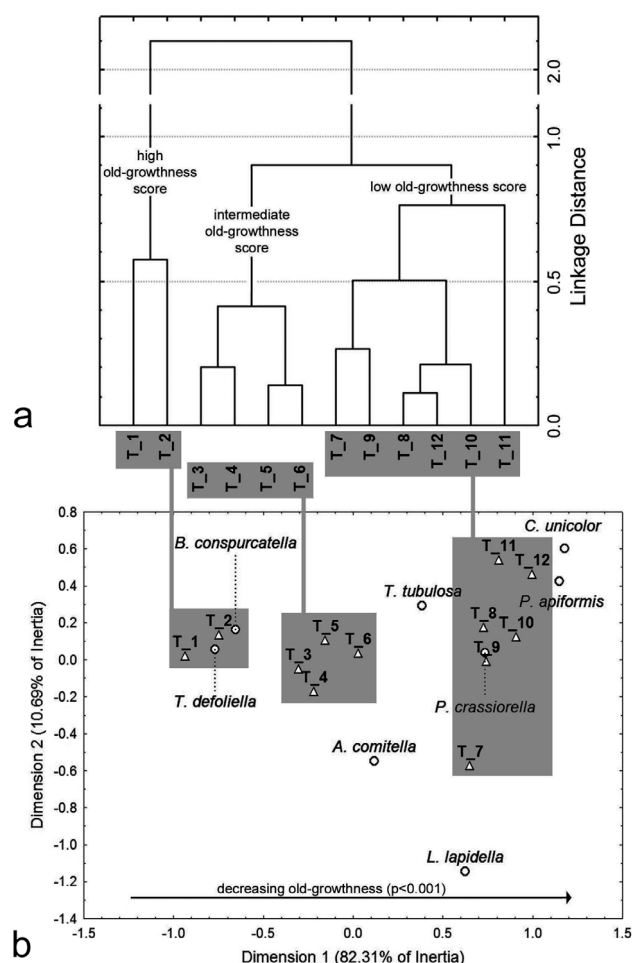 a
2.0
1.0
0.5
0.0
Linkage Distance
high
old-growthness
score
intermediate
old-growthness
score
low old-growthness score
T_1
T_2
T_3
T_4
T_5
T_6
T_7
T_9
T_8
T_12
T_10
T_11
b
0.8
0.6
0.4
0.2
0.0
-0.2
-0.4
-0.6
-0.8
-1.0
-1.2
-1.4
Dimension 2 (10.69% of Inertia)
B. conspurcatella
C. unicolor
T_11
T_12
T. tubulosa
P. apiformis
T_2
T_1
T_5
T_6
T_8
T_10
T_3
T_9
T_4
T. defoliella
P. crassiorella
A. comitella
T_7
L. lapidella
decreasing old-growthness (p<0.001)
-1.5
-1.0
-0.5
0.0
0.5
1.0
1.5
Dimension 1 (82.31% of Inertia)